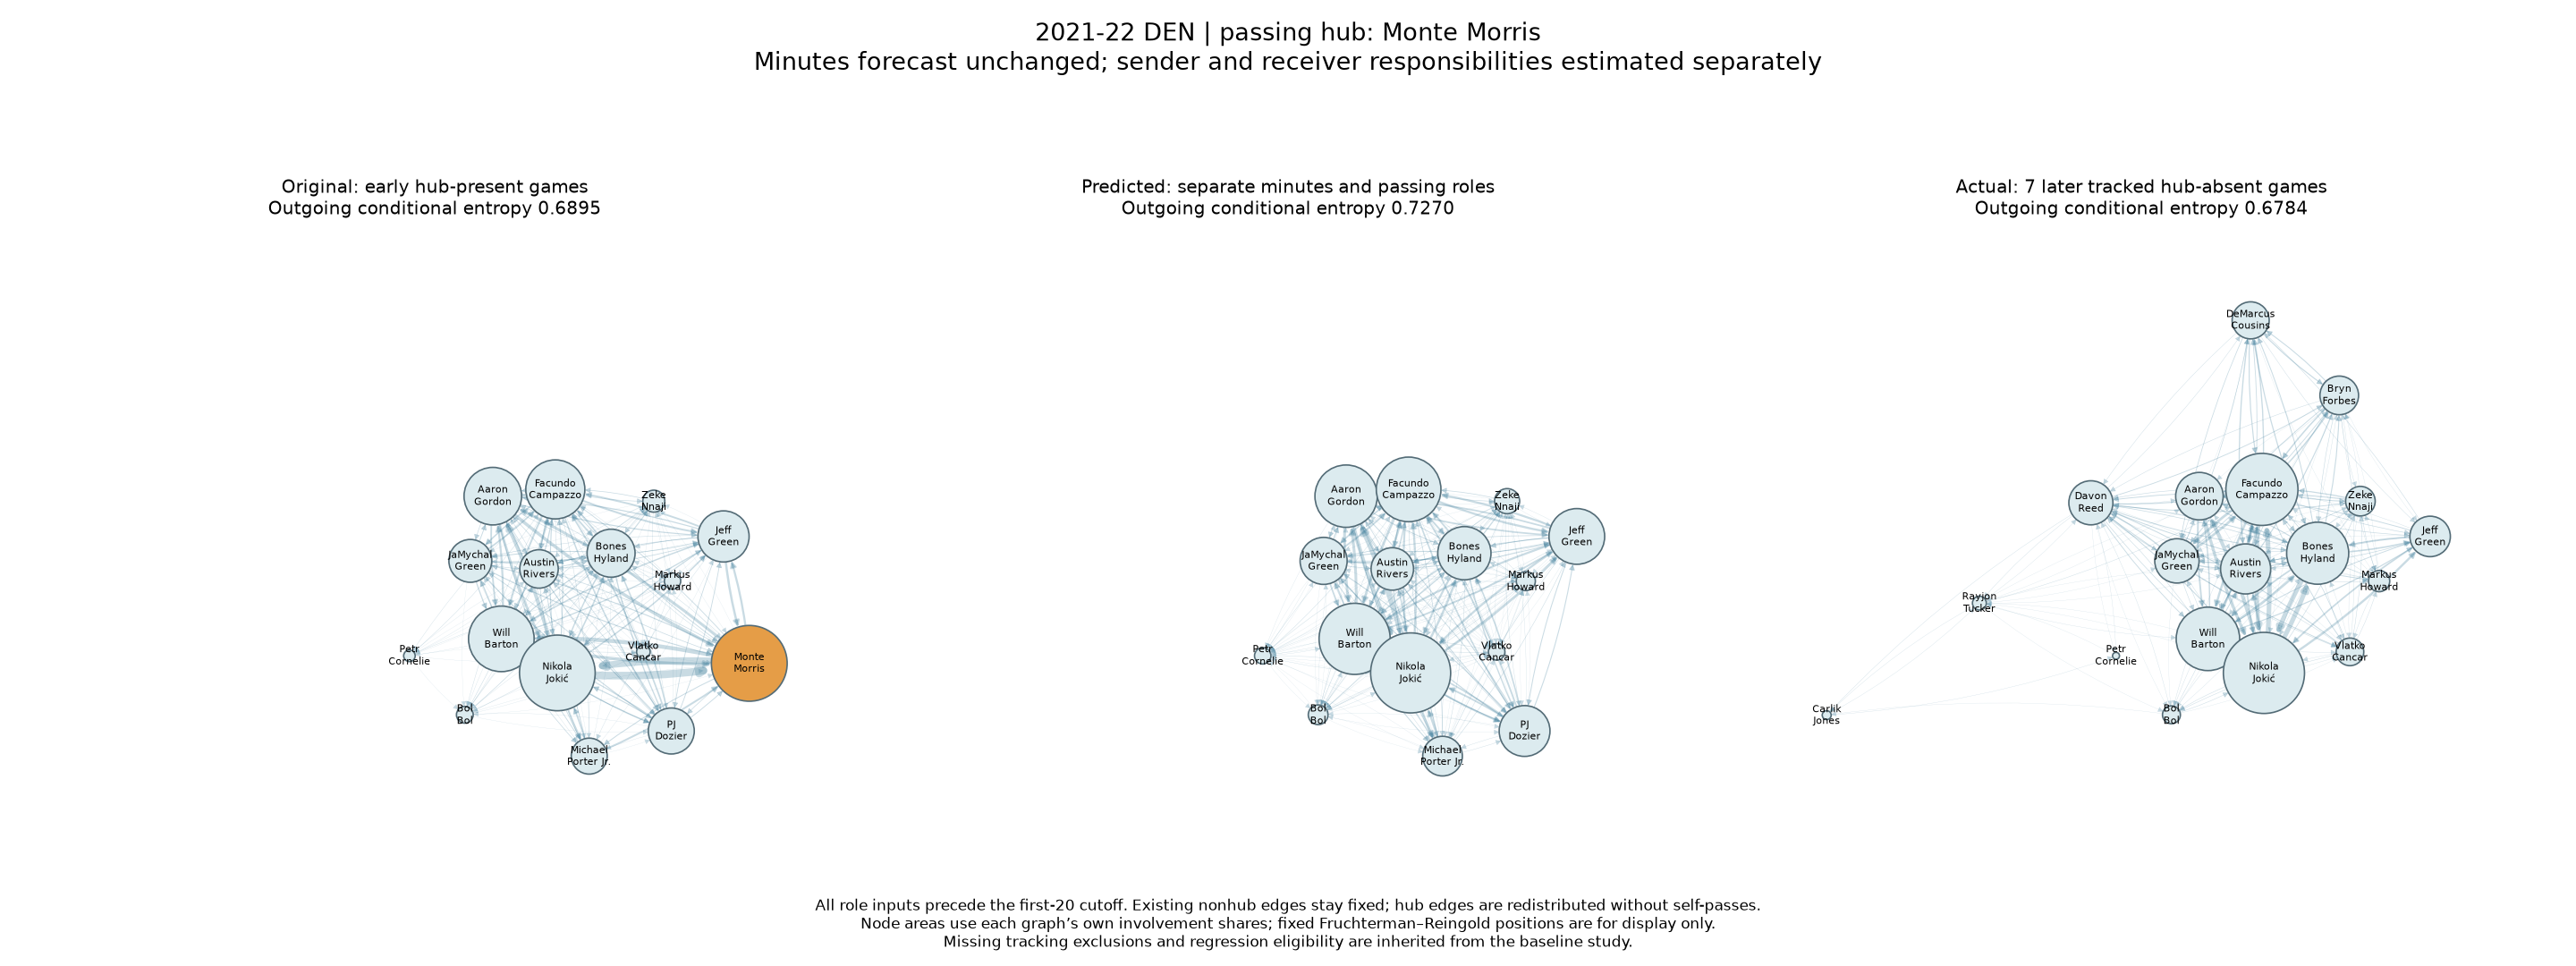 2021-22 DEN | passing hub: Monte Morris
Minutes forecast unchanged; sender and receiver responsibilities estimated separately
Original: early hub-present games
Outgoing conditional entropy 0.6895
Aaron
Gordon
Facundo
Campazzo
Zeke
Nnaji
Jeff
Green
JaMychal
Green
Austin
Rivers
Bones
Hyland
Markus
Howard
Will
Barton
Petr
Cornelie
Nikola
Jokić
Vlatko
Cancar
Monte
Morris
Bol
Bol
PJ
Dozier
Michael
Porter Jr.
Predicted: separate minutes and passing roles
Outgoing conditional entropy 0.7270
Aaron
Gordon
Facundo
Campazzo
Zeke
Nnaji
Jeff
Green
JaMychal
Green
Austin
Rivers
Bones
Hyland
Markus
Howard
Will
Barton
Petr
Cornelie
Nikola
Jokić
Vlatko
Cancar
Bol
Bol
PJ
Dozier
Michael
Porter Jr.
Actual: 7 later tracked hub-absent games
Outgoing conditional entropy 0.6784
DeMarcus
Cousins
Bryn
Forbes
Davon
Reed
Aaron
Gordon
Facundo
Campazzo
Zeke
Nnaji
Jeff
Green
JaMychal
Green
Austin
Rivers
Bones
Hyland
Markus
Howard
Rayjon
Tucker
Will
Barton
Petr
Cornelie
Nikola
Jokić
Vlatko
Cancar
Carlik
Jones
Bol
Bol
All role inputs precede the first-20 cutoff. Existing nonhub edges stay fixed; hub edges are redistributed without self-passes.
Node areas use each graph’s own involvement shares; fixed Fruchterman–Reingold positions are for display only.
Missing tracking exclusions and regression eligibility are inherited from the baseline study.